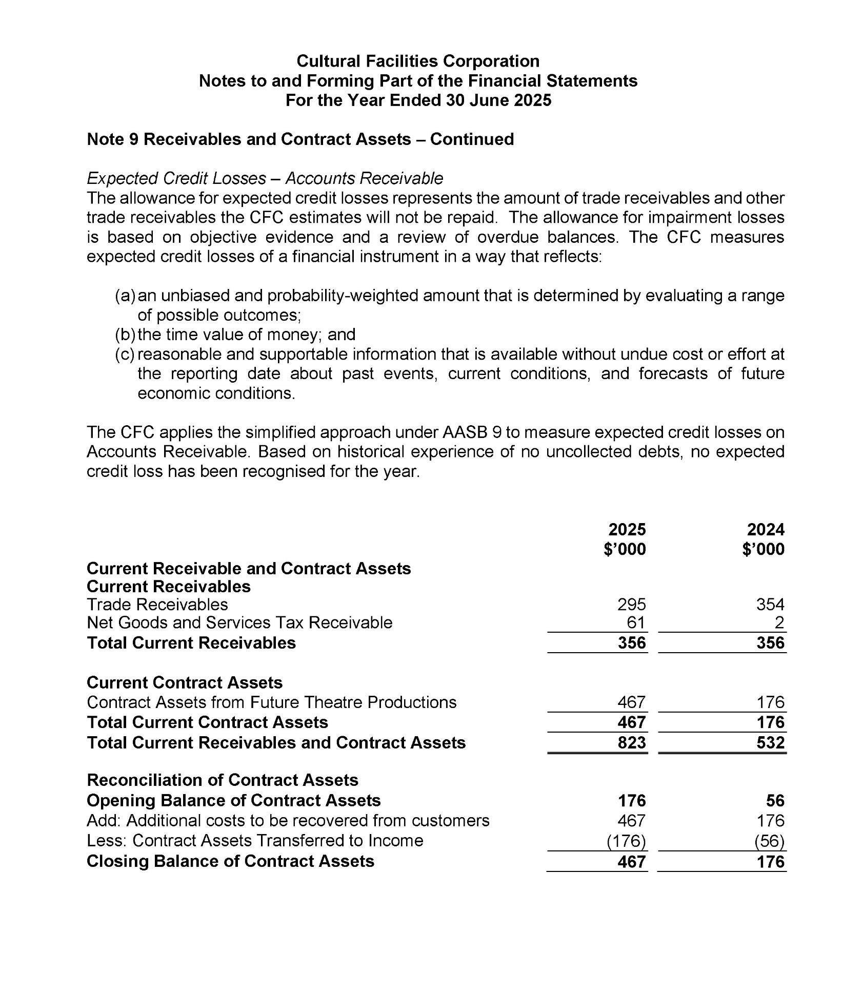 Cultural Facilities Corporation
Notes to and Forming Part of the Financial Statements
For the Year Ended 30 June 2025
Note 9 Receivables and Contract Assets – Continued
Expected Credit Losses – Accounts Receivable
The allowance for expected credit losses represents the amount of trade receivables and other
trade receivables the CFC estimates will not be repaid.  The allowance for impairment losses
is based on objective evidence and a review of overdue balances. The CFC measures
expected credit losses of a financial instrument in a way that reflects:
(a) an unbiased and probability-weighted amount that is determined by evaluating a range
of possible outcomes;
(b) the time value of money; and
(c) reasonable and supportable information that is available without undue cost or effort at
the reporting date about past events, current conditions, and forecasts of future
economic conditions.
The CFC applies the simplified approach under AASB 9 to measure expected credit losses on
Accounts Receivable. Based on historical experience of no uncollected debts, no expected
credit loss has been recognised for the year.
2025 2024
$’000 $’000
Current Receivable and Contract Assets
Current Receivables
Trade Receivables 295 354
Net Goods and Services Tax Receivable 61 2
Total Current Receivables 356 356
Current Contract Assets
Contract Assets from Future Theatre Productions 467 176
Total Current Contract Assets 467 176
Total Current Receivables and Contract Assets 823 532
Reconciliation of Contract Assets
Opening Balance of Contract Assets 176 56
Add: Additional costs to be recovered from customers 467 176
Less: Contract Assets Transferred to Income (176) (56)
Closing Balance of Contract Assets 467 176